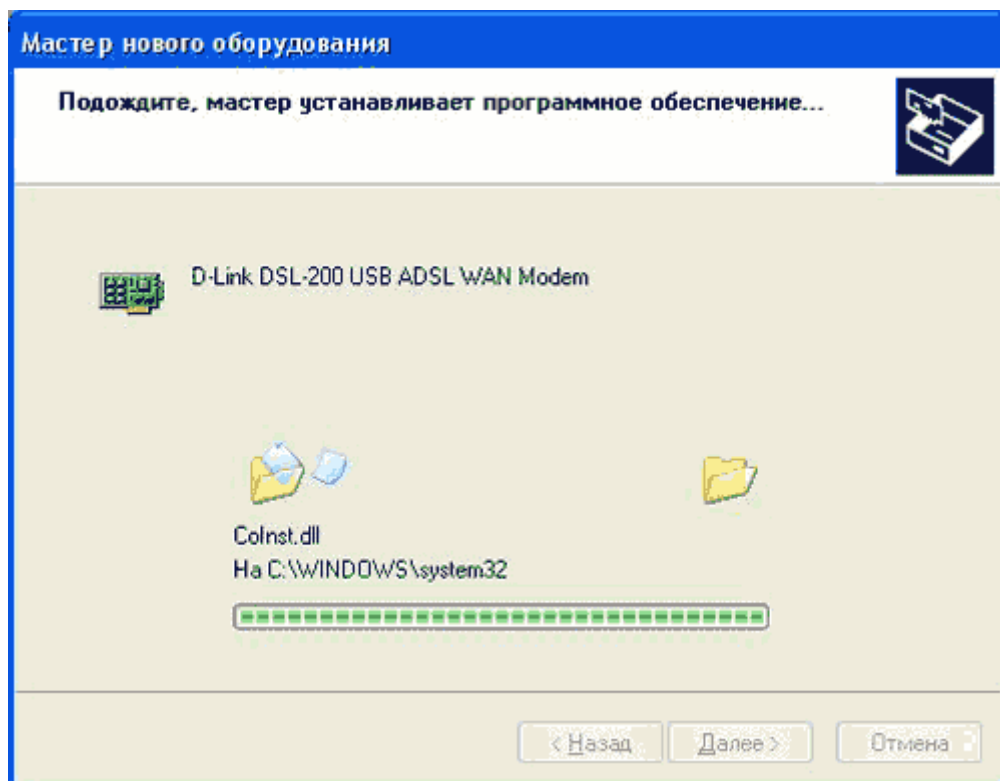 Мастер нового оборудования
Подождите, мастер устанавливает программное обеспечение...
D-Link DSL-200 USB ADSL WAN Modem
CoInst.dll
На C:\WINDOWS\system32
< Назад
Далее >
Отмена